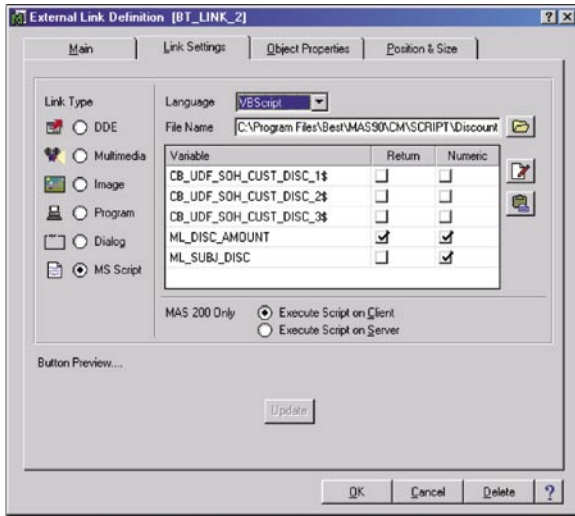 External Link Definition [BT_LINK_2]
Main
Link Settings
Object Properties
Position & Size
Link Type
DDE
Multimedia
Image
Program
Dialog
MS Script
Language VBScript
File Name C:\Program Files\Best\MAS90\CM\SCRIPT\Discount
Variable Return Numeric
CB_UDF_SOH_CUST_DISC_1$
CB_UDF_SOH_CUST_DISC_2$
CB_UDF_SOH_CUST_DISC_3$
ML_DISC_AMOUNT
ML_SUBJ_DISC
MAS 200 Only Execute Script on Client
Execute Script on Server
Button Preview....
Update
OK Cancel Delete ?